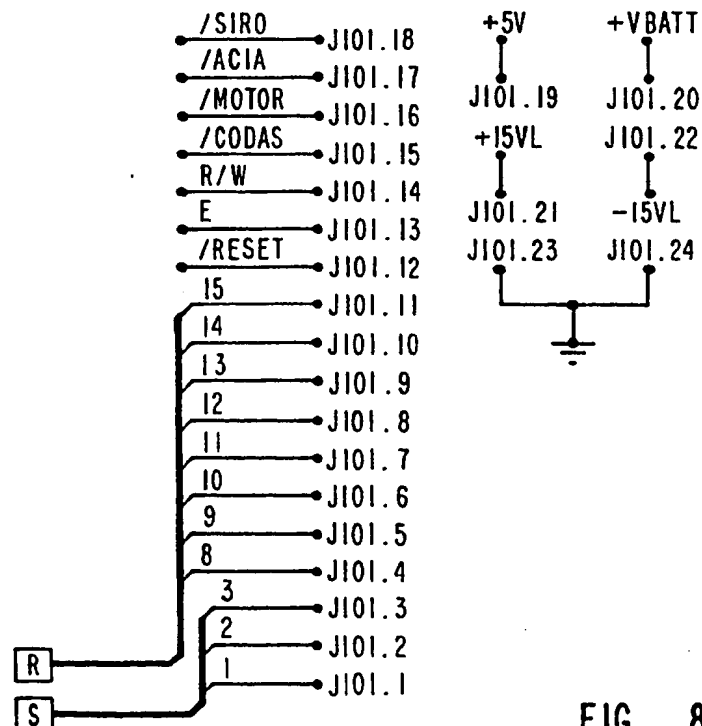 /SIRO J101.18
/ACIA J101.17
/MOTOR J101.16
/CODAS J101.15
R/W J101.14
E J101.13
/RESET J101.12
15 J101.11
14 J101.10
13 J101.9
12 J101.8
11 J101.7
10 J101.6
9 J101.5
8 J101.4
3 J101.3
2 J101.2
1 J101.1
R
S
+5V +VBATT
J101.19 J101.20
+15VL J101.22
J101.21 -15VL
J101.23 J101.24
FIG 8